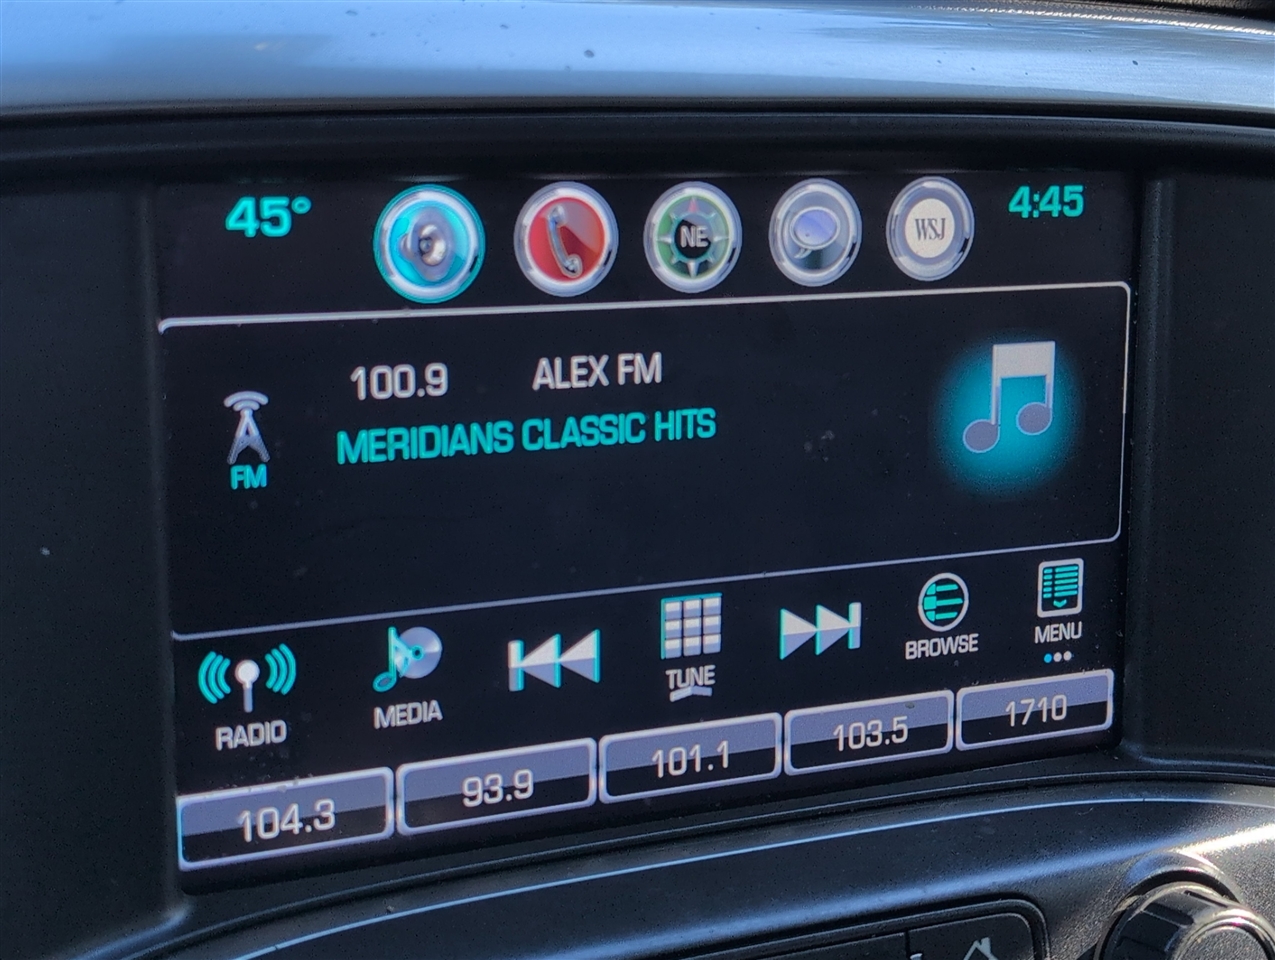 45° NE WSJ 4:45
100.9 ALEX FM
MERIDIANS CLASSIC HITS
FM
RADIO MEDIA TUNE BROWSE MENU
104.3 93.9 101.1 103.5 1710